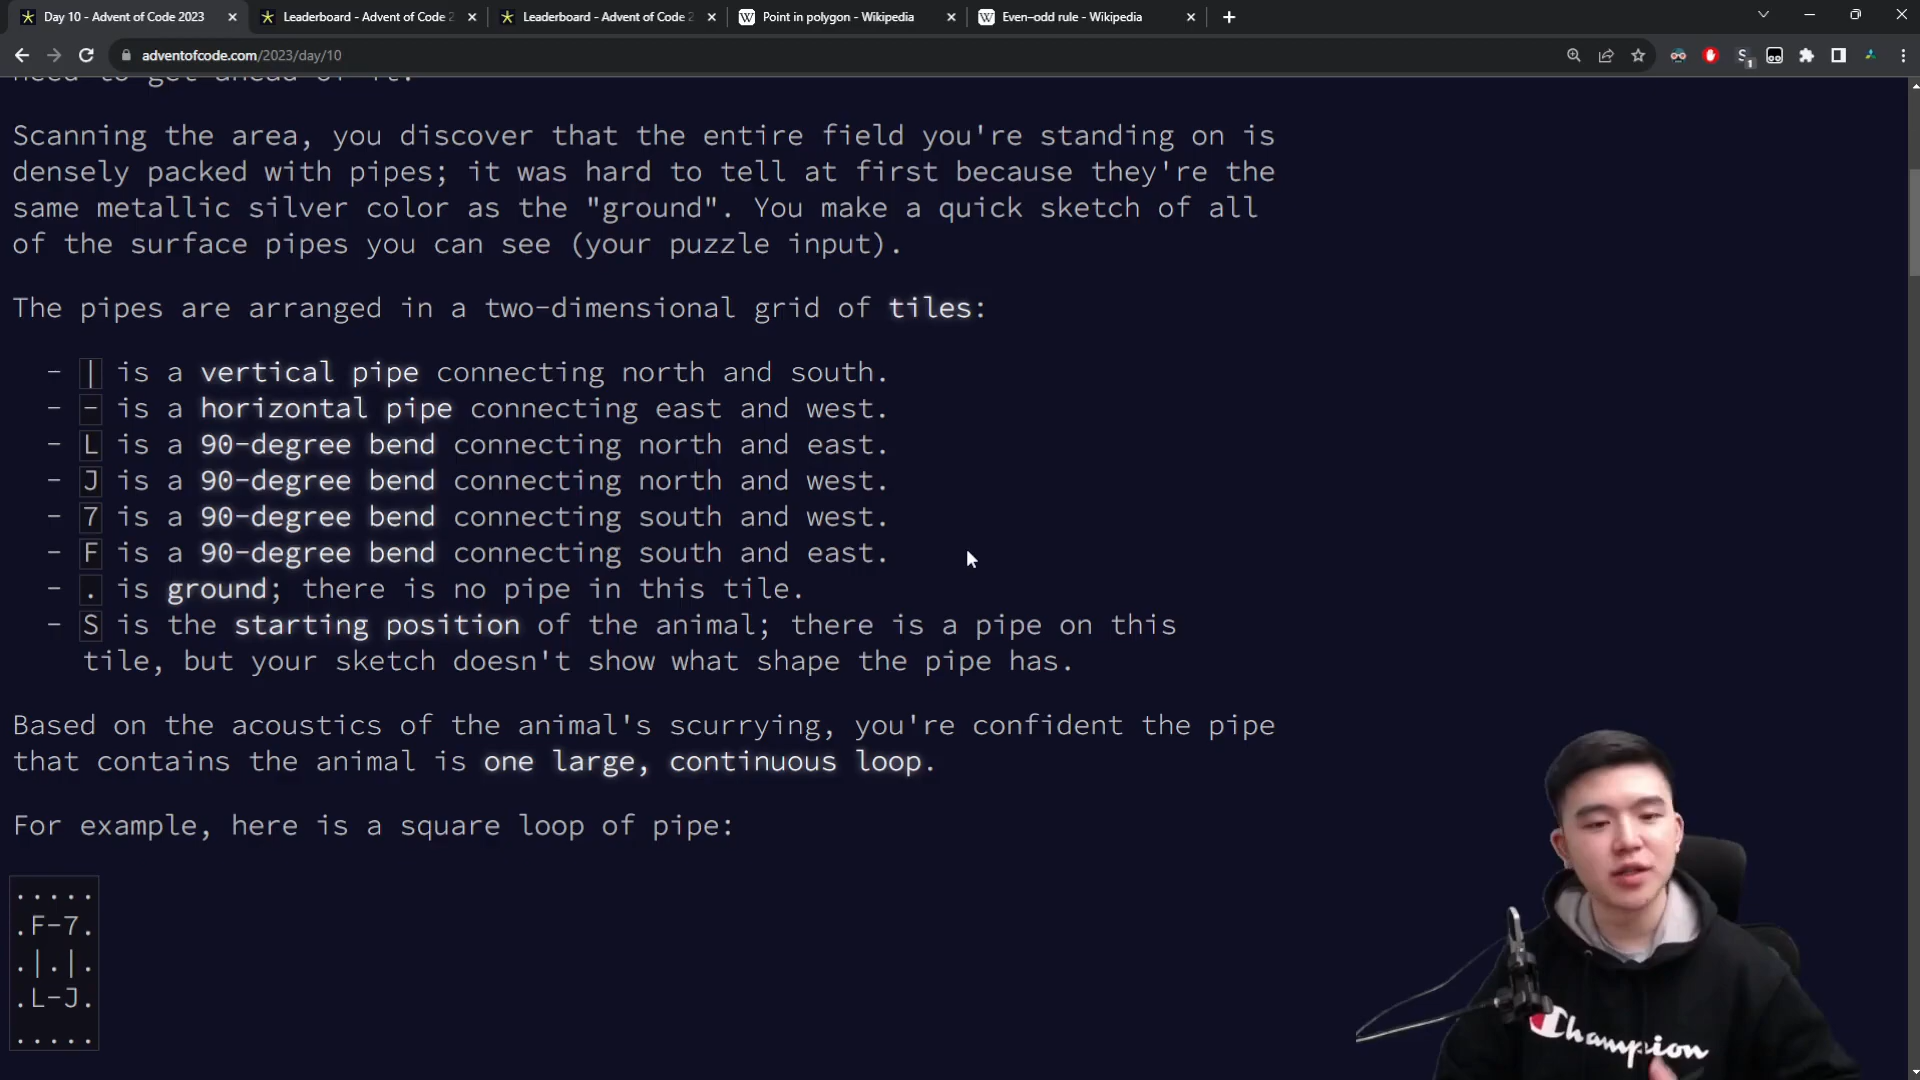 Day 10 - Advent of Code 2023
Leaderboard - Advent of Code 2
Leaderboard - Advent of Code 2
Point in polygon - Wikipedia
Even–odd rule - Wikipedia
adventofcode.com/2023/day/10
need to get ahead of it.
Scanning the area, you discover that the entire field you're standing on is
densely packed with pipes; it was hard to tell at first because they're the
same metallic silver color as the "ground". You make a quick sketch of all
of the surface pipes you can see (your puzzle input).
The pipes are arranged in a two-dimensional grid of tiles:
- | is a vertical pipe connecting north and south.
- - is a horizontal pipe connecting east and west.
- L is a 90-degree bend connecting north and east.
- J is a 90-degree bend connecting north and west.
- 7 is a 90-degree bend connecting south and west.
- F is a 90-degree bend connecting south and east.
- . is ground; there is no pipe in this tile.
- S is the starting position of the animal; there is a pipe on this
tile, but your sketch doesn't show what shape the pipe has.
Based on the acoustics of the animal's scurrying, you're confident the pipe
that contains the animal is one large, continuous loop.
For example, here is a square loop of pipe:
.....
.F-7.
.|.|.
.L-J.
.....
Champion